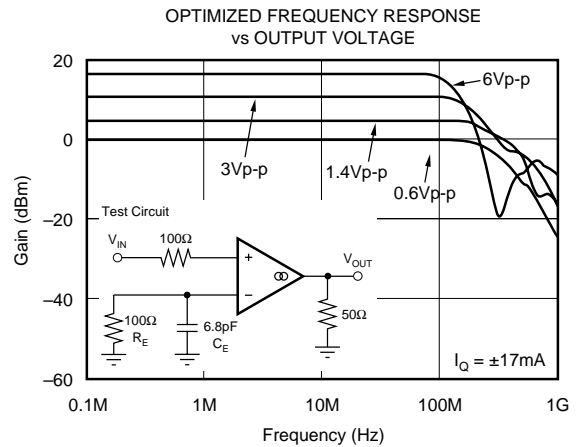 OPTIMIZED FREQUENCY RESPONSE
vs OUTPUT VOLTAGE
20
0
–20
–40
–60
Gain (dBm)
6Vp-p
3Vp-p
1.4Vp-p
0.6Vp-p
Test Circuit
V_IN
100Ω
+
–
V_OUT
100Ω
R_E
6.8pF
C_E
50Ω
I_Q = ±17mA
0.1M 1M 10M 100M 1G
Frequency (Hz)